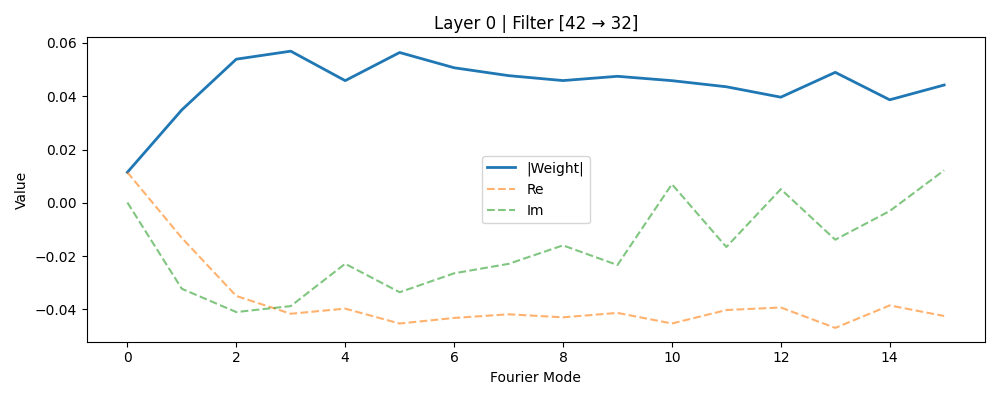 Layer 0 | Filter [42 → 32]
Value
0.06
0.04
0.02
0.00
−0.02
−0.04
|Weight|
Re
Im
0 2 4 6 8 10 12 14
Fourier Mode